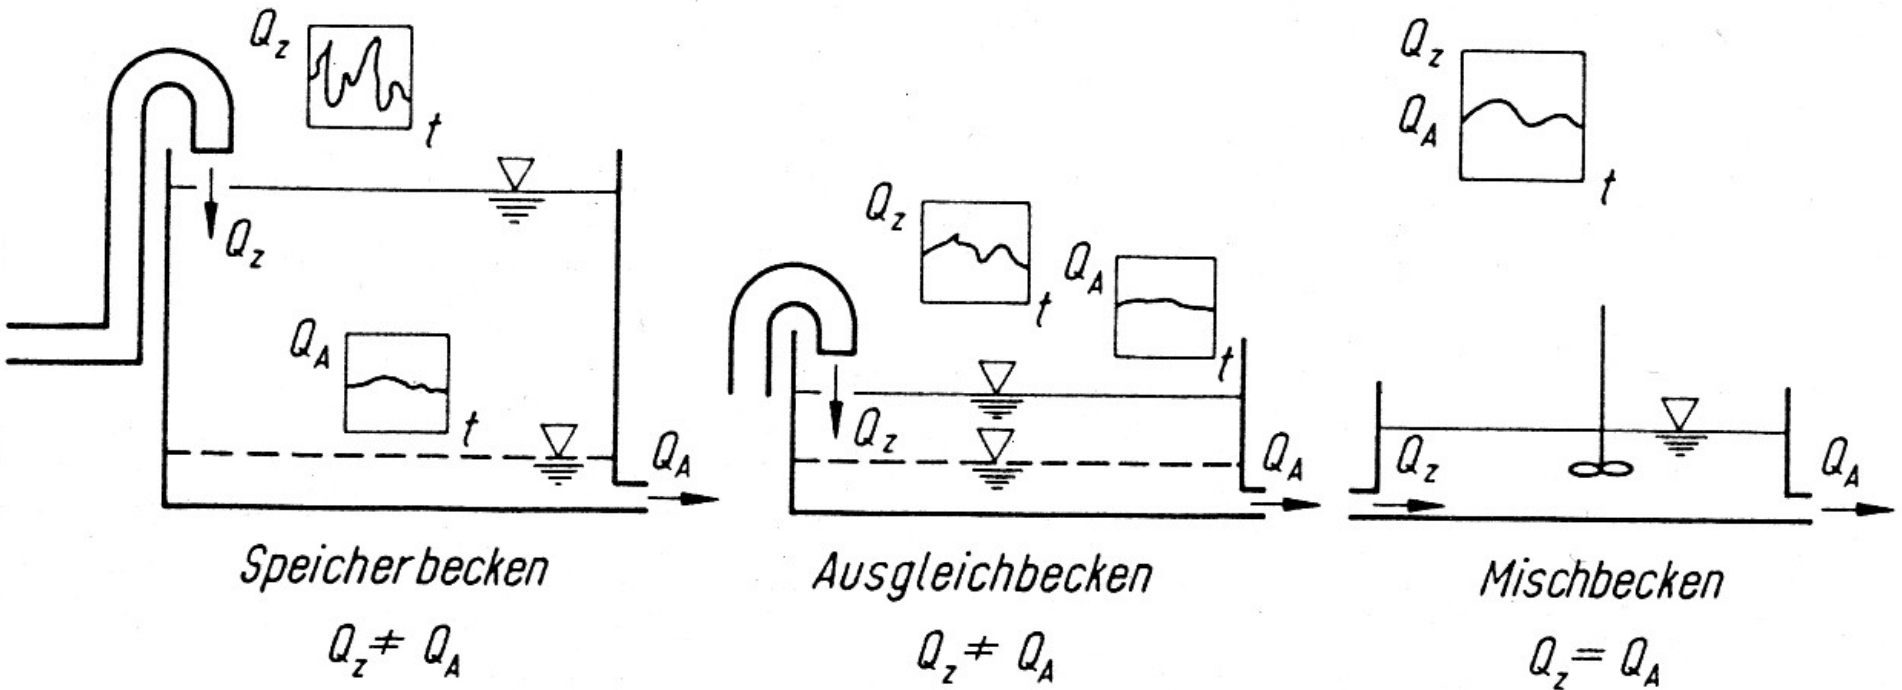 Q_z
t
Q_z
Q_A
t
Q_A
Speicherbecken
Q_z ≠ Q_A
Q_z
t
Q_A
t
Q_z
Q_A
Ausgleichbecken
Q_z ≠ Q_A
Q_z
Q_A
t
Q_z
Q_A
Mischbecken
Q_z = Q_A